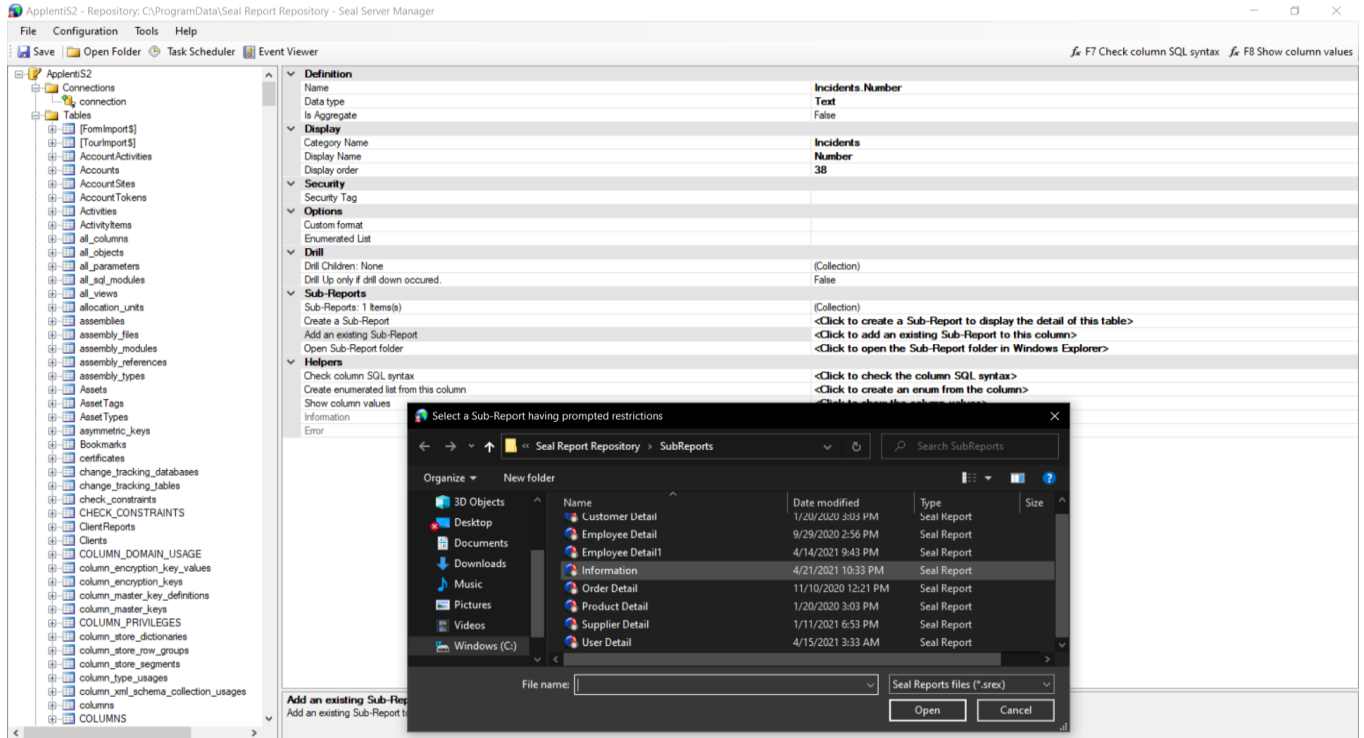 ApplentiS2 - Repository: C:\ProgramData\Seal Report Repository - Seal Server Manager
File Configuration Tools Help
Save Open Folder Task Scheduler Event Viewer fx F7 Check column SQL syntax fx F8 Show column values
ApplentiS2
Connections
connection
Tables
[FormImport$]
[TourImport$]
AccountActivities
Accounts
AccountSites
AccountTokens
Activities
ActivityItems
all_columns
all_objects
all_parameters
all_sql_modules
all_views
allocation_units
assemblies
assembly_files
assembly_modules
assembly_references
assembly_types
Assets
AssetTags
AssetTypes
asymmetric_keys
Bookmarks
certificates
change_tracking_databases
change_tracking_tables
check_constraints
CHECK_CONSTRAINTS
ClientReports
Clients
COLUMN_DOMAIN_USAGE
column_encryption_key_values
column_encryption_keys
column_master_key_definitions
column_master_keys
COLUMN_PRIVILEGES
column_store_dictionaries
column_store_row_groups
column_store_segments
column_type_usages
column_xml_schema_collection_usages
columns
COLUMNS
Definition
Name Incidents.Number
Data type Text
Is Aggregate False
Display
Category Name Incidents
Display Name Number
Display order 38
Security
Security Tag
Options
Custom format
Enumerated List
Drill
Drill Children: None (Collection)
Drill Up only if drill down occured. False
Sub-Reports
Sub-Reports: 1 Items(s) (Collection)
Create a Sub-Report <Click to create a Sub-Report to display the detail of this table>
Add an existing Sub-Report <Click to add an existing Sub-Report to this column>
Open Sub-Report folder <Click to open the Sub-Report folder in Windows Explorer>
Helpers
Check column SQL syntax <Click to check the column SQL syntax>
Create enumerated list from this column <Click to create an enum from the column>
Show column values <Click to show the column values>
Information
Error
Select a Sub-Report having prompted restrictions
« Seal Report Repository › SubReports Search SubReports
Organize New folder
3D Objects
Desktop
Documents
Downloads
Music
Pictures
Videos
Windows (C:)
Name Date modified Type Size
Customer Detail 1/20/2020 3:03 PM Seal Report
Employee Detail 9/29/2020 2:56 PM Seal Report
Employee Detail1 4/14/2021 9:43 PM Seal Report
Information 4/21/2021 10:33 PM Seal Report
Order Detail 11/10/2020 12:21 PM Seal Report
Product Detail 1/20/2020 3:03 PM Seal Report
Supplier Detail 1/11/2021 6:53 PM Seal Report
User Detail 4/15/2021 3:33 AM Seal Report
File name: Seal Reports files (*.srex)
Open Cancel
Add an existing Sub-Rep
Add an existing Sub-Report t